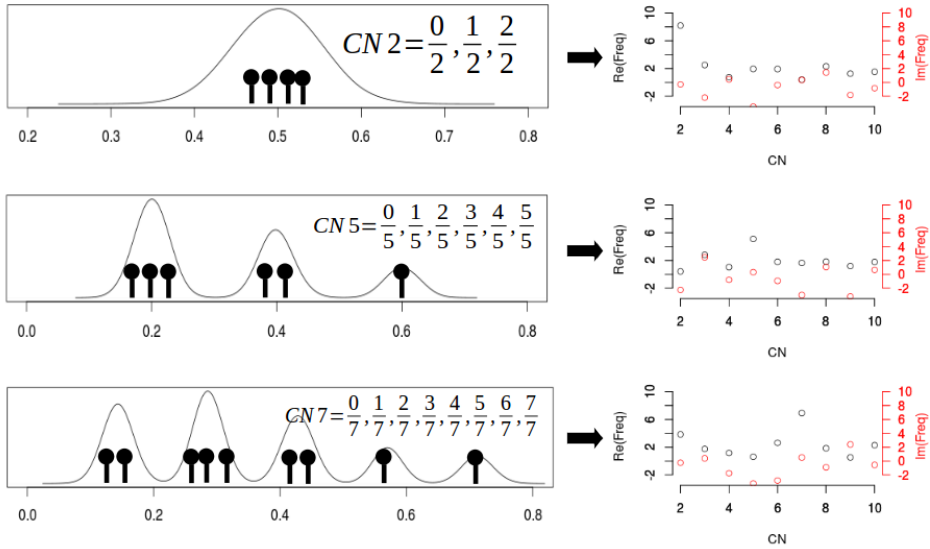 CN 2 = 0/2, 1/2, 2/2
0.2 0.3 0.4 0.5 0.6 0.7 0.8
Re(Freq)
10
6
2
-2
2 4 6 8 10
CN
10
8
6
4
2
0
-2
Im(Freq)
CN 5 = 0/5, 1/5, 2/5, 3/5, 4/5, 5/5
0.0 0.2 0.4 0.6 0.8
Re(Freq)
10
6
2
-2
2 4 6 8 10
CN
10
8
6
4
2
0
-2
Im(Freq)
CN 7 = 0/7, 1/7, 2/7, 3/7, 4/7, 5/7, 6/7, 7/7
0.0 0.2 0.4 0.6 0.8
Re(Freq)
10
6
2
-2
2 4 6 8 10
CN
10
8
6
4
2
0
-2
Im(Freq)